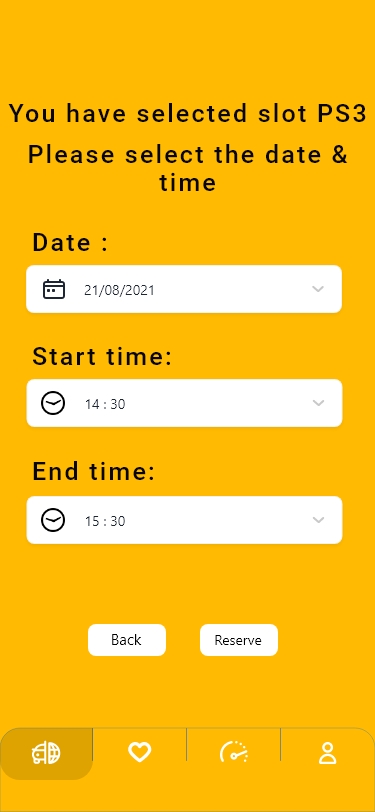 You have selected slot PS3
Please select the date &
time
Date :
21/08/2021
Start time:
14 : 30
End time:
15 : 30
Back
Reserve